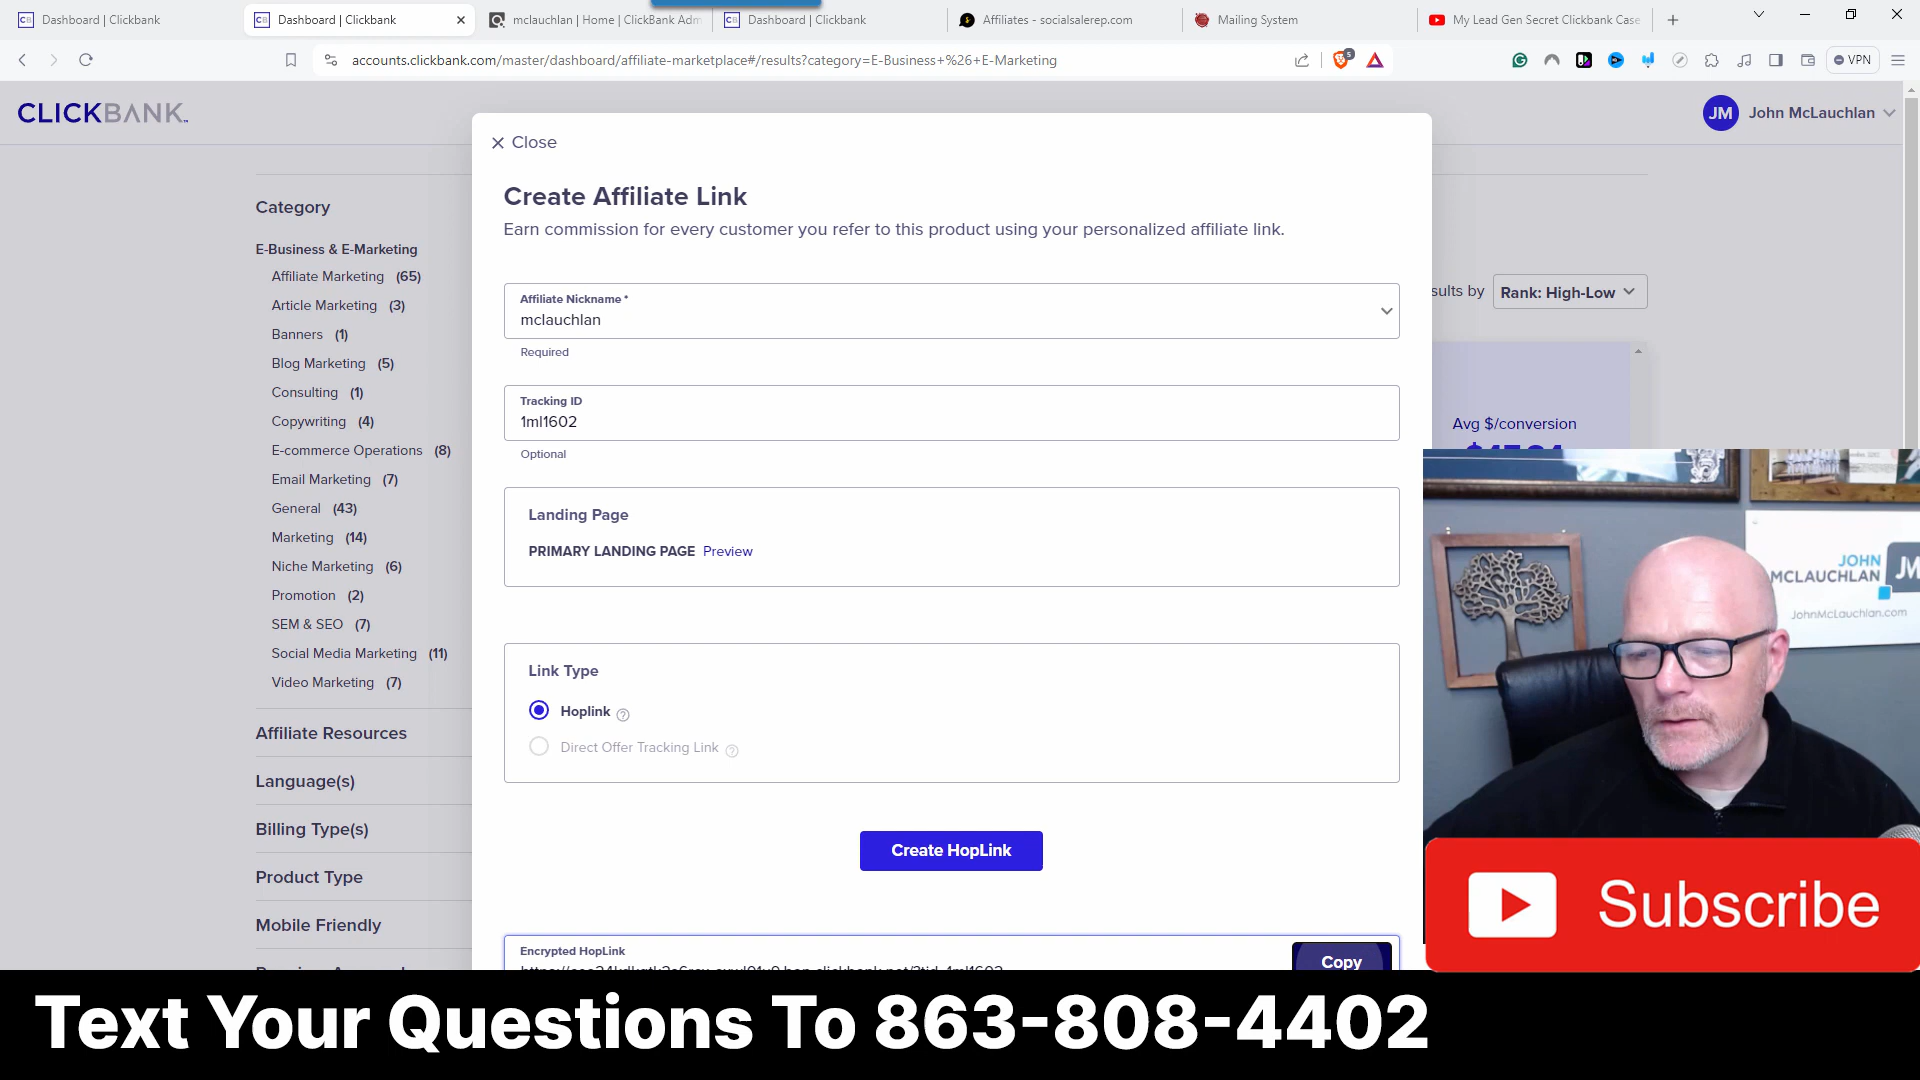 Dashboard | Clickbank
Dashboard | Clickbank
mclauchlan | Home | ClickBank Adm
Dashboard | Clickbank
Affiliates - socialsalerep.com
Mailing System
My Lead Gen Secret Clickbank Case
accounts.clickbank.com/master/dashboard/affiliate-marketplace#/results?category=E-Business+%26+E-Marketing
5
VPN
CLICKBANK
JM
John McLauchlan
Close
Create Affiliate Link
Earn commission for every customer you refer to this product using your personalized affiliate link.
Category
E-Business & E-Marketing
Affiliate Marketing (65)
Article Marketing (3)
Banners (1)
Blog Marketing (5)
Consulting (1)
Copywriting (4)
E-commerce Operations (8)
Email Marketing (7)
General (43)
Marketing (14)
Niche Marketing (6)
Promotion (2)
SEM & SEO (7)
Social Media Marketing (11)
Video Marketing (7)
Affiliate Resources
Language(s)
Billing Type(s)
Product Type
Mobile Friendly
Affiliate Nickname *
mclauchlan
Required
Tracking ID
1ml1602
Optional
Landing Page
PRIMARY LANDING PAGE Preview
Link Type
Hoplink
Direct Offer Tracking Link
Create HopLink
Encrypted HopLink
Copy
sults by
Rank: High-Low
Avg $/conversion
JOHN
MCLAUCHLAN
JM
JohnMcLauchlan.com
Subscribe
Text Your Questions To 863-808-4402